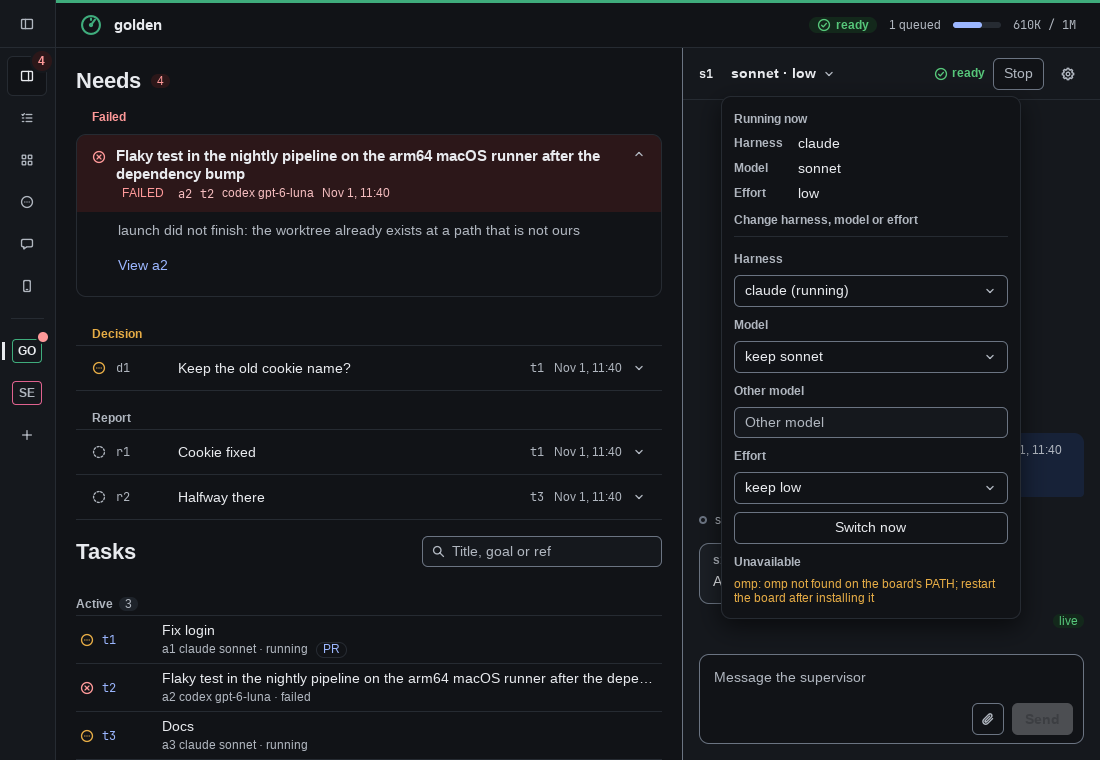 golden
ready
1 queued
610K / 1M
4
GO
SE
Needs 4
Failed
Flaky test in the nightly pipeline on the arm64 macOS runner after the
dependency bump
FAILED a2 t2 codex gpt-6-luna Nov 1, 11:40
launch did not finish: the worktree already exists at a path that is not ours
View a2
Decision
d1 Keep the old cookie name? t1 Nov 1, 11:40
Report
r1 Cookie fixed t1 Nov 1, 11:40
r2 Halfway there t3 Nov 1, 11:40
Tasks
Title, goal or ref
Active 3
t1 Fix login
a1 claude sonnet · running PR
t2 Flaky test in the nightly pipeline on the arm64 macOS runner after the depe…
a2 codex gpt-6-luna · failed
t3 Docs
a3 claude sonnet · running
s1 sonnet · low
ready
Stop
Running now
Harness claude
Model sonnet
Effort low
Change harness, model or effort
Harness
claude (running)
Model
keep sonnet
Other model
Other model
Effort
keep low
Switch now
Unavailable
omp: omp not found on the board's PATH; restart
the board after installing it
11:40
live
Message the supervisor
Send